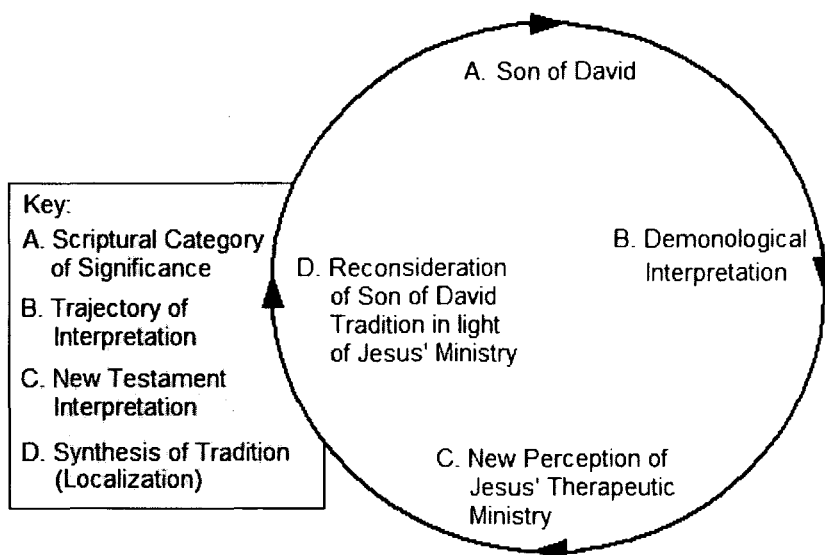 A. Son of David
B. Demonological
Interpretation
C. New Perception of
Jesus' Therapeutic
Ministry
D. Reconsideration
of Son of David
Tradition in light
of Jesus' Ministry
Key:
A. Scriptural Category
of Significance
B. Trajectory of
Interpretation
C. New Testament
Interpretation
D. Synthesis of Tradition
(Localization)